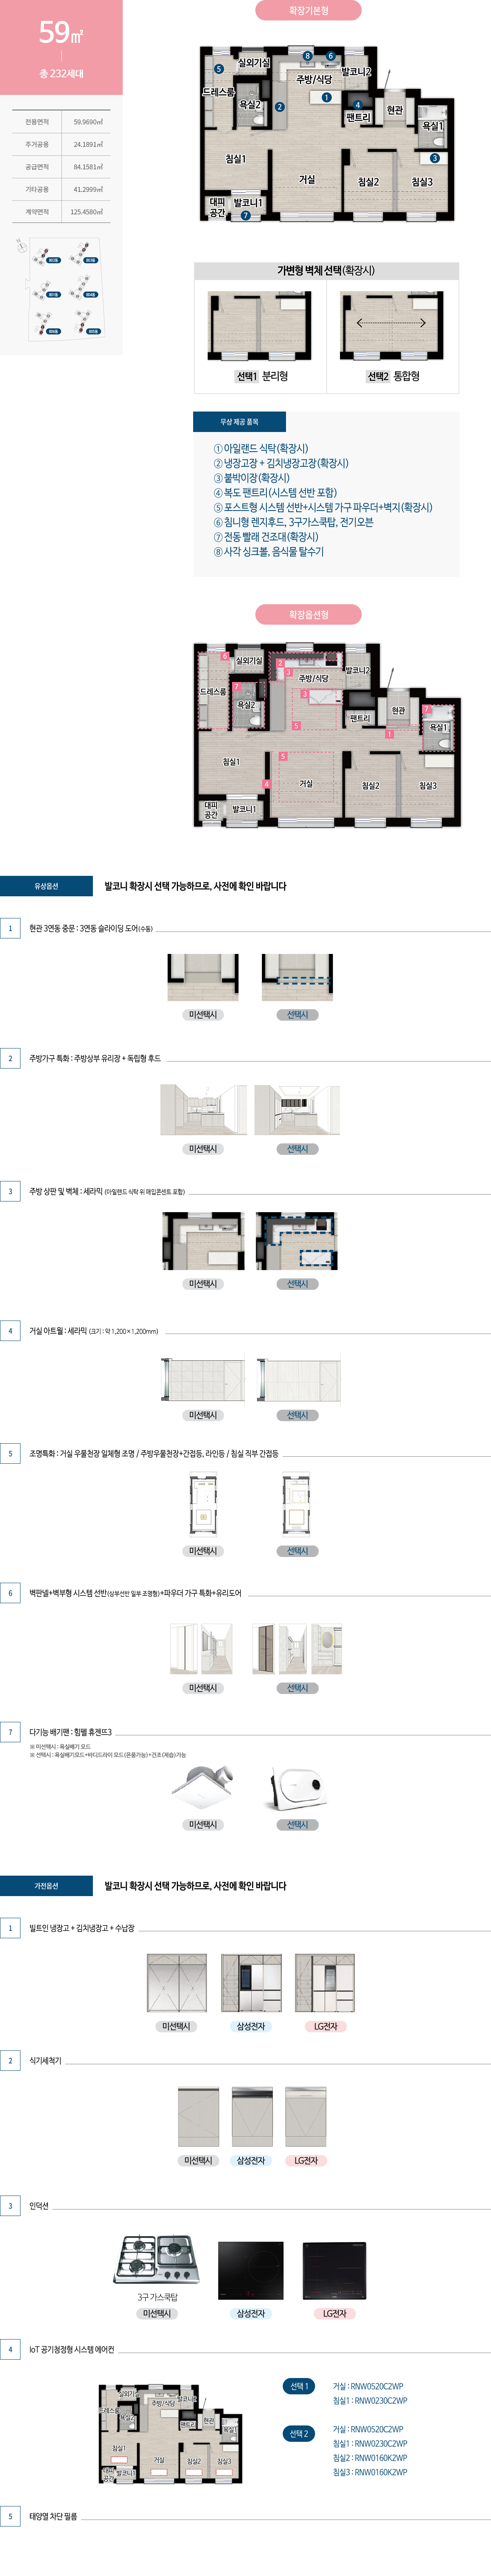 59㎡
총 232세대
전용면적 59.9690㎡
주거공용 24.1891㎡
공급면적 84.1581㎡
기타공용 41.2999㎡
계약면적 125.4580㎡
확장기본형
실외기실
드레스룸
욕실2
주방/식당
발코니2
팬트리
현관
욕실1
침실1
거실
침실2
침실3
대피공간
발코니1
가변형 벽체 선택(확장시)
선택1 분리형
선택2 통합형
무상 제공 품목
① 아일랜드 식탁(확장시)
② 냉장고장 + 김치냉장고장(확장시)
③ 붙박이장(확장시)
④ 복도 팬트리(시스템 선반 포함)
⑤ 포스트형 시스템 선반+시스템 가구 파우더+벽지(확장시)
⑥ 침니형 렌지후드, 3구가스쿡탑, 전기오븐
⑦ 전동 빨래 건조대(확장시)
⑧ 사각 싱크볼, 음식물 탈수기
확장옵션형
실외기실
드레스룸
욕실2
주방/식당
발코니2
팬트리
현관
욕실1
침실1
거실
침실2
침실3
대피공간
발코니1
유상옵션
발코니 확장시 선택 가능하므로, 사전에 확인 바랍니다
1 현관 3연동 중문 : 3연동 슬라이딩 도어(수동)
미선택시 선택시
2 주방가구 특화 : 주방상부 유리장 + 독립형 후드
미선택시 선택시
3 주방 상판 및 벽체 : 세라믹 (아일랜드 식탁 위 매입콘센트 포함)
미선택시 선택시
4 거실 아트월 : 세라믹 (크기 : 약 1,200×1,200mm)
미선택시 선택시
5 조명특화 : 거실 우물천장 일체형 조명 / 주방우물천장+간접등, 라인등 / 침실 직부 간접등
미선택시 선택시
6 벽판넬+벽부형 시스템 선반(상부선반 일부 조명형)+파우더 가구 특화+유리도어
미선택시 선택시
7 다기능 배기팬 : 힘펠 휴젠뜨3
※ 미선택시 : 욕실배기 모드
※ 선택시 : 욕실배기모드+바디드라이 모드(온풍가능)+건조(제습)가능
미선택시 선택시
가전옵션
발코니 확장시 선택 가능하므로, 사전에 확인 바랍니다
1 빌트인 냉장고 + 김치냉장고 + 수납장
미선택시 삼성전자 LG전자
2 식기세척기
미선택시 삼성전자 LG전자
3 인덕션
3구 가스쿡탑
미선택시 삼성전자 LG전자
4 IoT 공기청정형 시스템 에어컨
실외기실
드레스룸
욕실2
주방/식당
발코니2
팬트리
현관
욕실1
침실1
거실
침실2
침실3
대피공간
발코니1
선택 1
거실 : RNW0520C2WP
침실1 : RNW0230C2WP
선택 2
거실 : RNW0520C2WP
침실1 : RNW0230C2WP
침실2 : RNW0160K2WP
침실3 : RNW0160K2WP
5 태양열 차단 필름